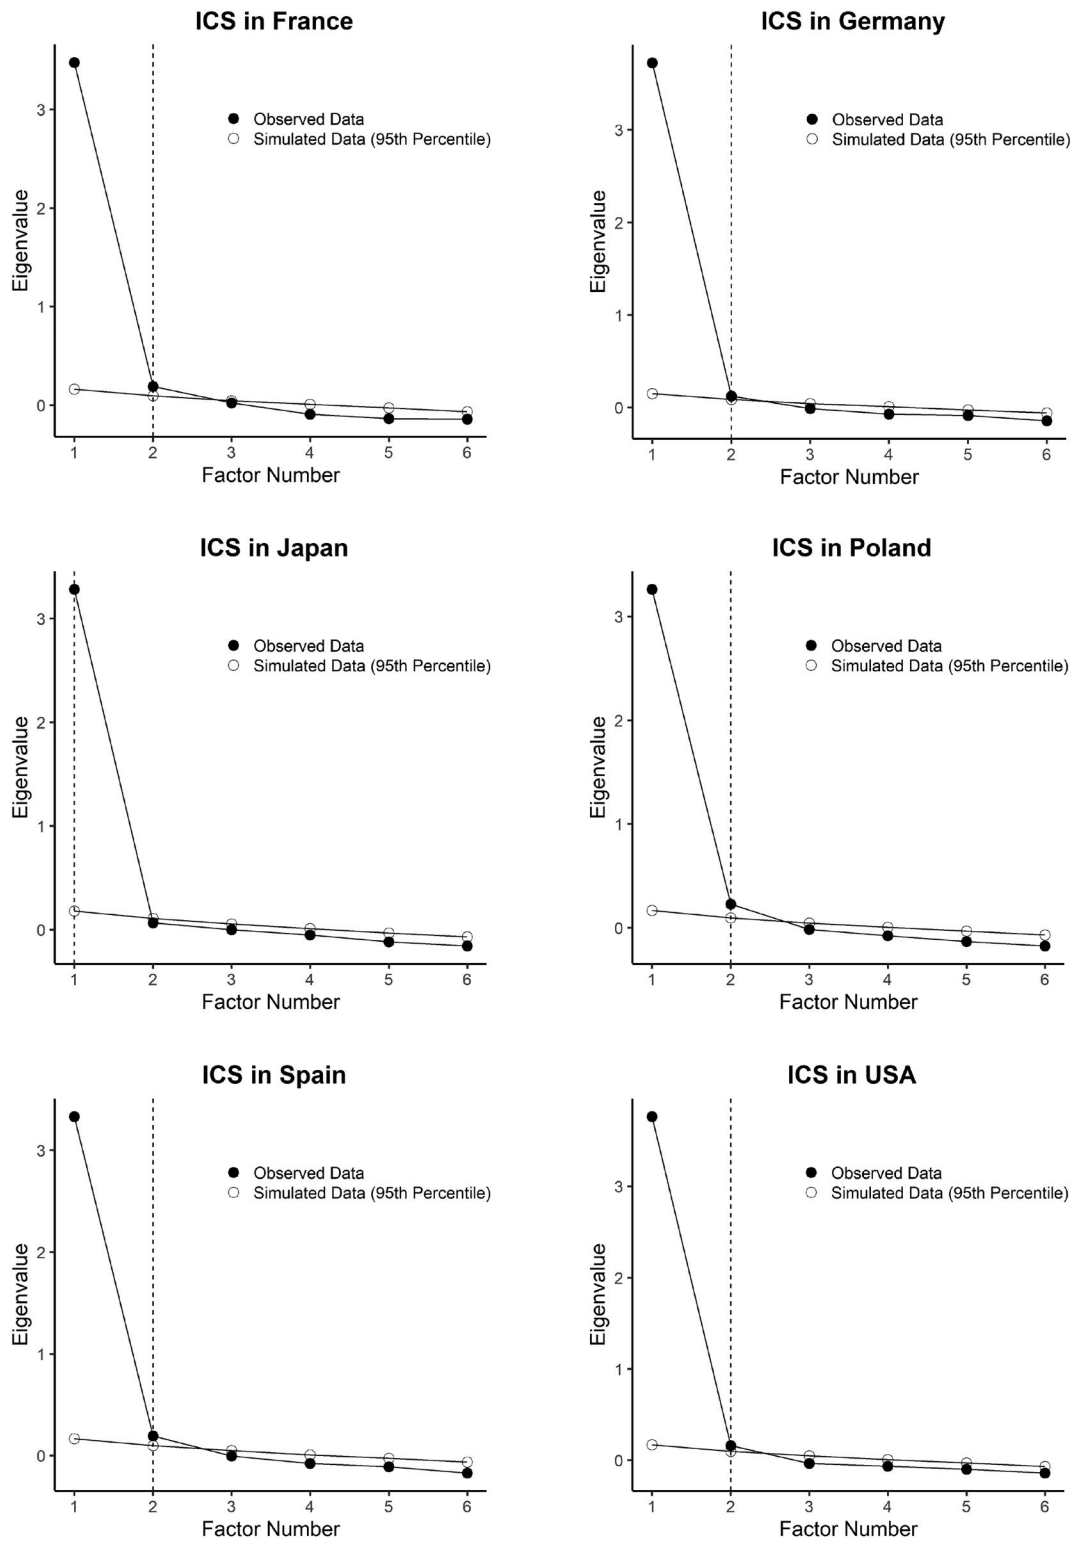 ICS in France
3
2
1
0
Eigenvalue
Observed Data
Simulated Data (95th Percentile)
1 2 3 4 5 6
Factor Number
ICS in Germany
3
2
1
0
Eigenvalue
Observed Data
Simulated Data (95th Percentile)
1 2 3 4 5 6
Factor Number
ICS in Japan
3
2
1
0
Eigenvalue
Observed Data
Simulated Data (95th Percentile)
1 2 3 4 5 6
Factor Number
ICS in Poland
3
2
1
0
Eigenvalue
Observed Data
Simulated Data (95th Percentile)
1 2 3 4 5 6
Factor Number
ICS in Spain
3
2
1
0
Eigenvalue
Observed Data
Simulated Data (95th Percentile)
1 2 3 4 5 6
Factor Number
ICS in USA
3
2
1
0
Eigenvalue
Observed Data
Simulated Data (95th Percentile)
1 2 3 4 5 6
Factor Number